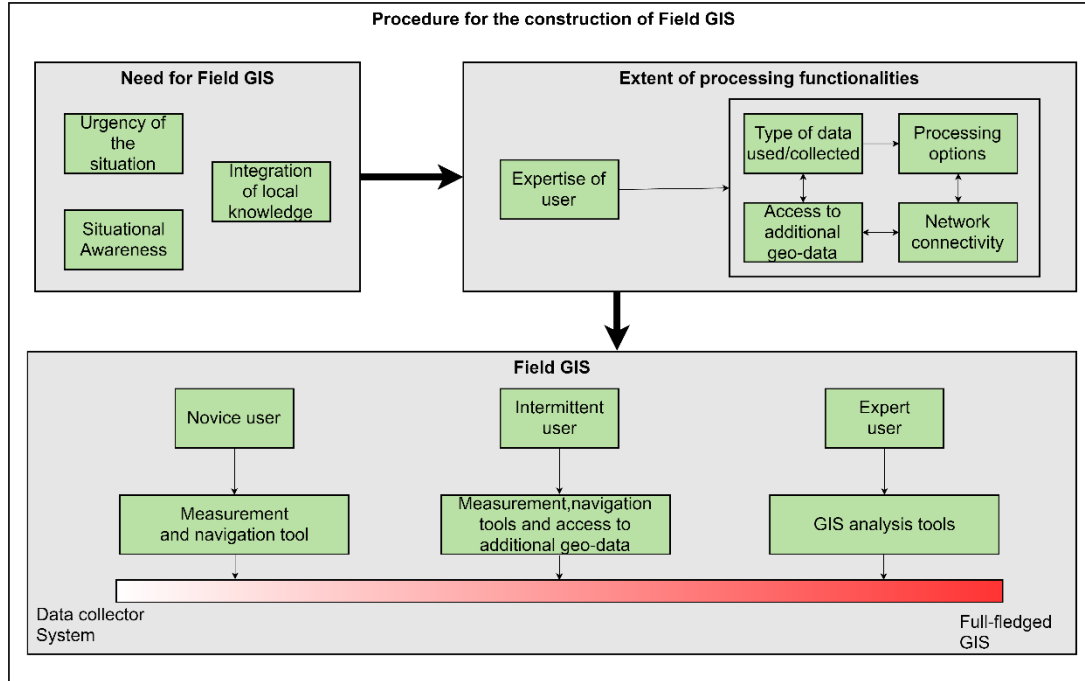 Procedure for the construction of Field GIS
Need for Field GIS
Urgency of
the
situation
Integration
of local
knowledge
Situational
Awareness
Extent of processing functionalities
Expertise of
user
Type of data
used/collected
Processing
options
Access to
additional
geo-data
Network
connectivity
Field GIS
Novice user
Intermittent
user
Expert
user
Measurement
and navigation tool
Measurement,navigation
tools and access to
additional geo-data
GIS analysis tools
Data collector
System
Full-fledged
GIS